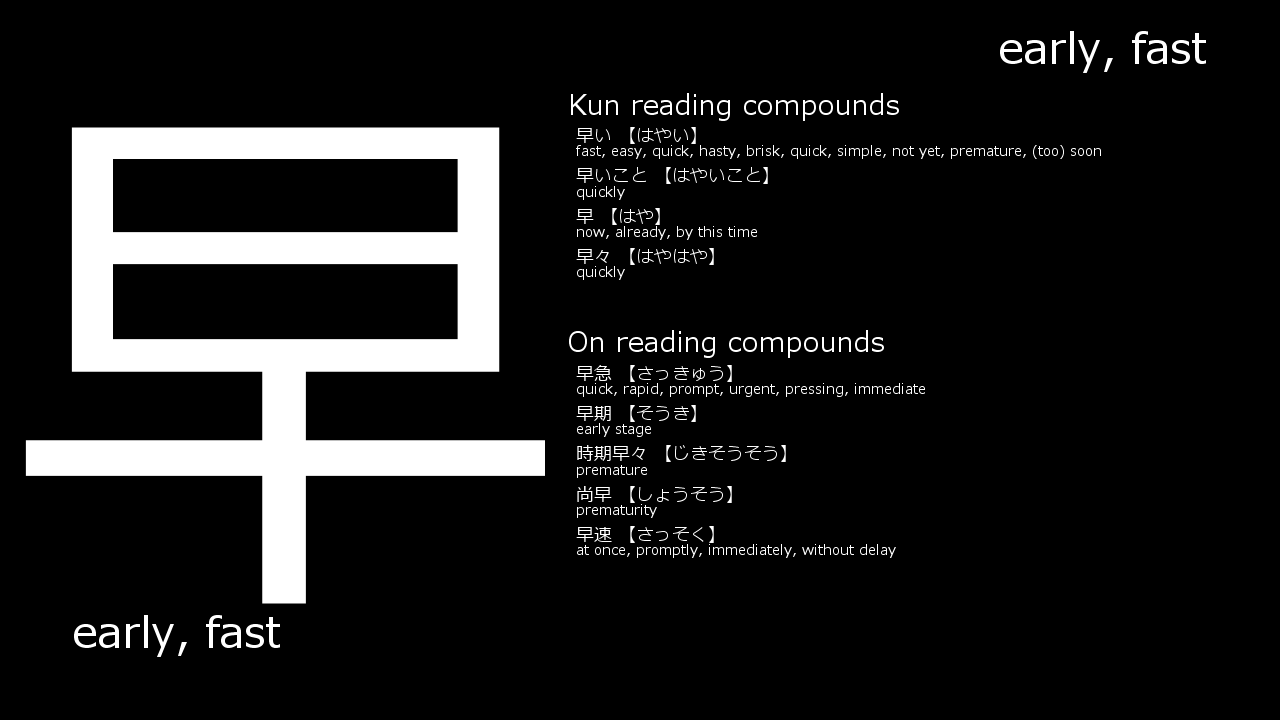 早
early, fast
early, fast
Kun reading compounds
早い 【はやい】
fast, easy, quick, hasty, brisk, quick, simple, not yet, premature, (too) soon
早いこと 【はやいこと】
quickly
早 【はや】
now, already, by this time
早々 【はやはや】
quickly
On reading compounds
早急 【さっきゅう】
quick, rapid, prompt, urgent, pressing, immediate
早期 【そうき】
early stage
時期早々 【じきそうそう】
premature
尚早 【しょうそう】
prematurity
早速 【さっそく】
at once, promptly, immediately, without delay